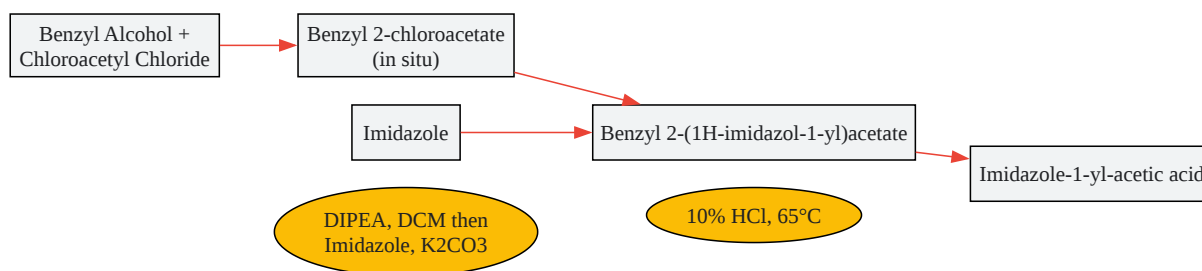 Benzyl Alcohol +
Chloroacetyl Chloride
Benzyl 2-chloroacetate
(in situ)
Imidazole
Benzyl 2-(1H-imidazol-1-yl)acetate
Imidazole-1-yl-acetic acid
DIPEA, DCM then
Imidazole, K2CO3
10% HCl, 65°C